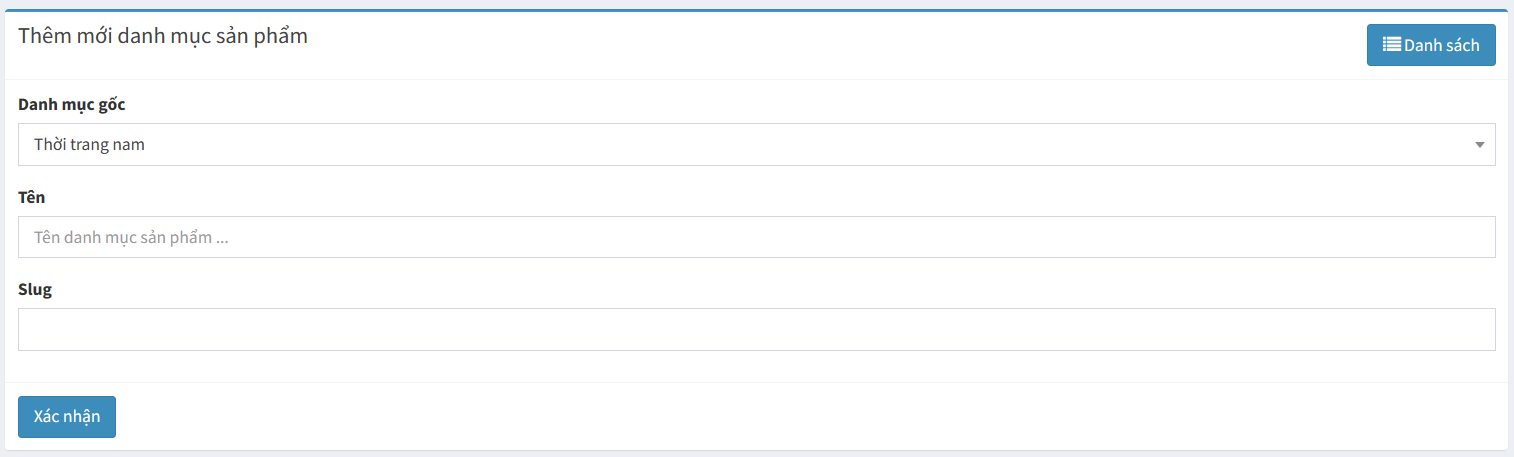 Thêm mới danh mục sản phẩm
Danh sách
Danh mục gốc
Thời trang nam
Tên
Tên danh mục sản phẩm ...
Slug
Xác nhận